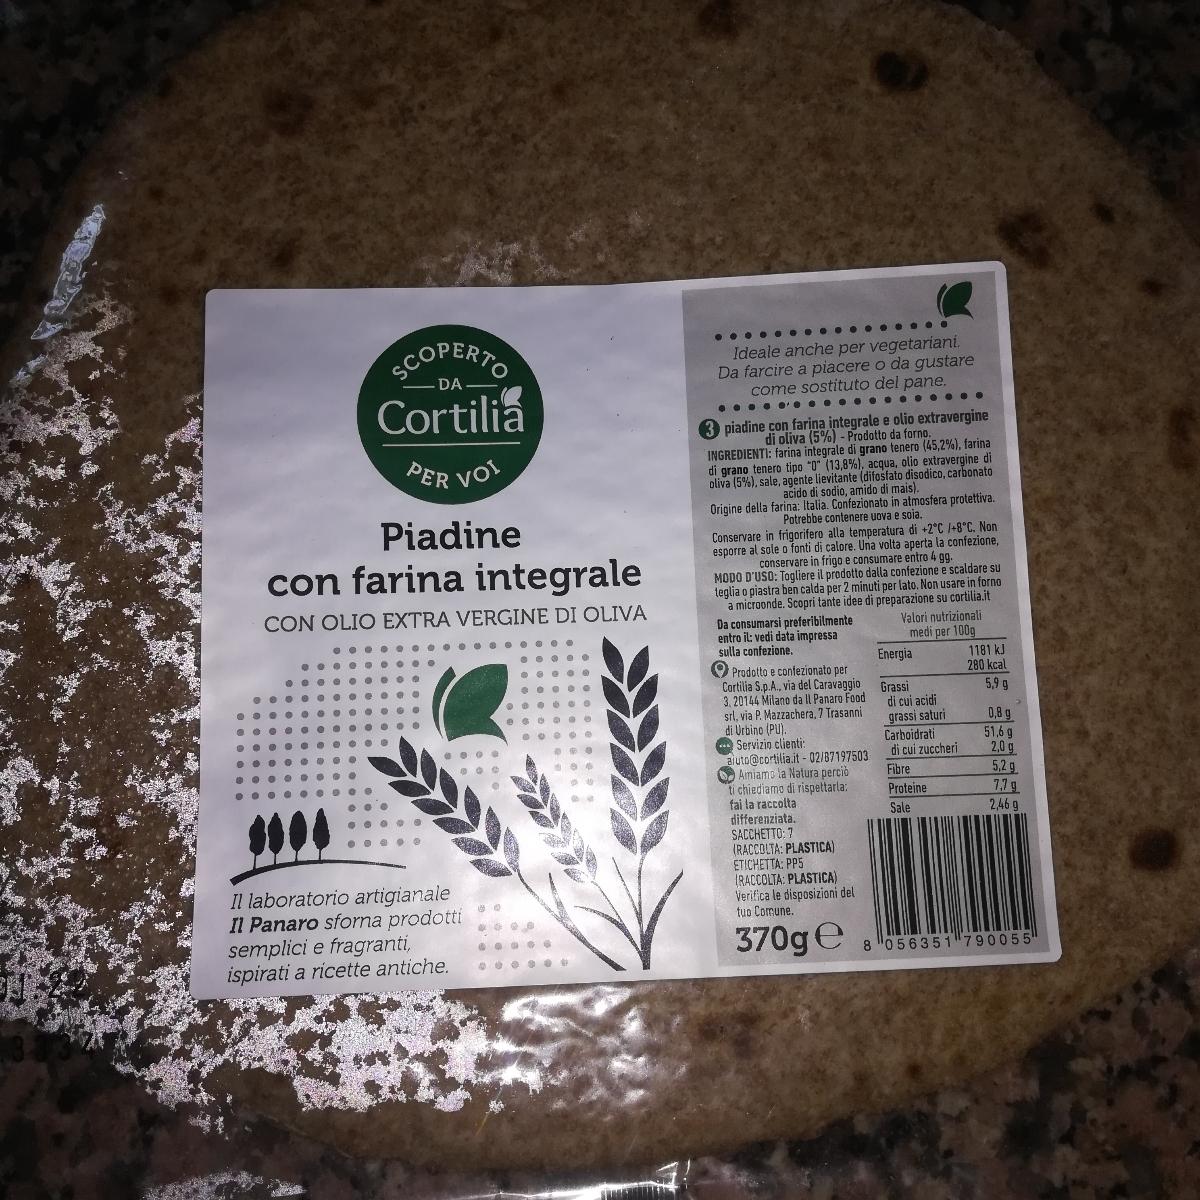 SCOPERTO
DA
Cortilia
PER VOI
Piadine
con farina integrale
CON OLIO EXTRA VERGINE DI OLIVA
Il laboratorio artigianale
Il Panaro sforna prodotti
semplici e fragranti,
ispirati a ricette antiche.
Ideale anche per vegetariani.
Da farcire a piacere o da gustare
come sostituto del pane.
3 piadine con farina integrale e olio extravergine
di oliva (5%) - Prodotto da forno.
INGREDIENTI: farina integrale di grano tenero (45,2%), farina
di grano tenero tipo "0" (13,8%), acqua, olio extravergine di
oliva (5%), sale, agente lievitante (difosfato disodico, carbonato
acido di sodio, amido di mais).
Origine della farina: Italia. Confezionato in atmosfera protettiva.
Potrebbe contenere uova e soia.
Conservare in frigorifero alla temperatura di +2°C /+8°C. Non
esporre al sole o fonti di calore. Una volta aperta la confezione,
conservare in frigo e consumare entro 4 gg.
MODO D'USO: Togliere il prodotto dalla confezione e scaldare su
teglia o piastra ben calda per 2 minuti per lato. Non usare in forno
a microonde. Scopri tante idee di preparazione su cortilia.it
Da consumarsi preferibilmente
entro il: vedi data impressa
sulla confezione.
Prodotto e confezionato per
Cortilia S.p.A., via del Caravaggio
3, 20144 Milano da Il Panaro Food
srl, via P. Mazzachera, 7 Trasanni
di Urbino (PU).
Servizio clienti:
aiuto@cortilia.it - 02/87197503
Amiamo la Natura perciò
ti chiediamo di rispettarla:
fai la raccolta
differenziata.
SACCHETTO: 7
(RACCOLTA: PLASTICA)
ETICHETTA: PP5
(RACCOLTA: PLASTICA)
Verifica le disposizioni del
tuo Comune.
370g e
Valori nutrizionali
medi per 100g
Energia 1181 kJ
280 kcal
Grassi 5,9 g
di cui acidi
grassi saturi 0,8 g
Carboidrati 51,6 g
di cui zuccheri 2,0 g
Fibre 5,2 g
Proteine 7,7 g
Sale 2,46 g
8 056351 790055